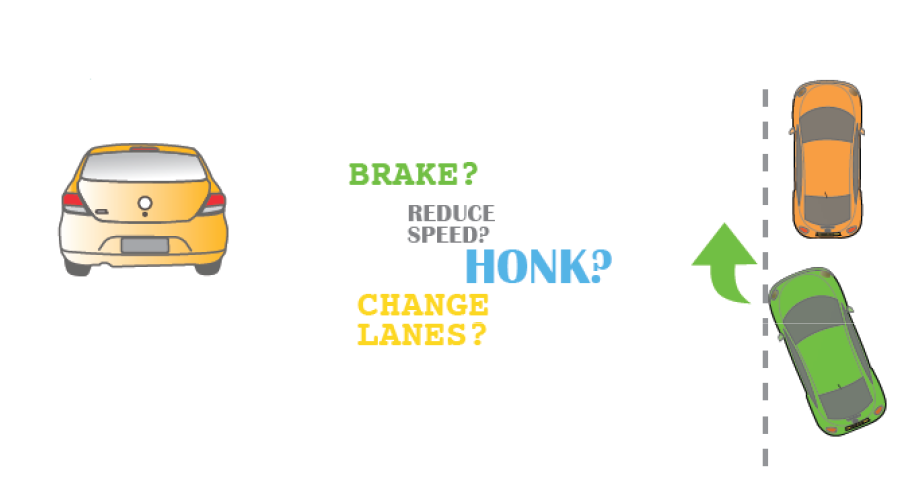 BRAKE?
REDUCE
SPEED?
HONK?
CHANGE
LANES?